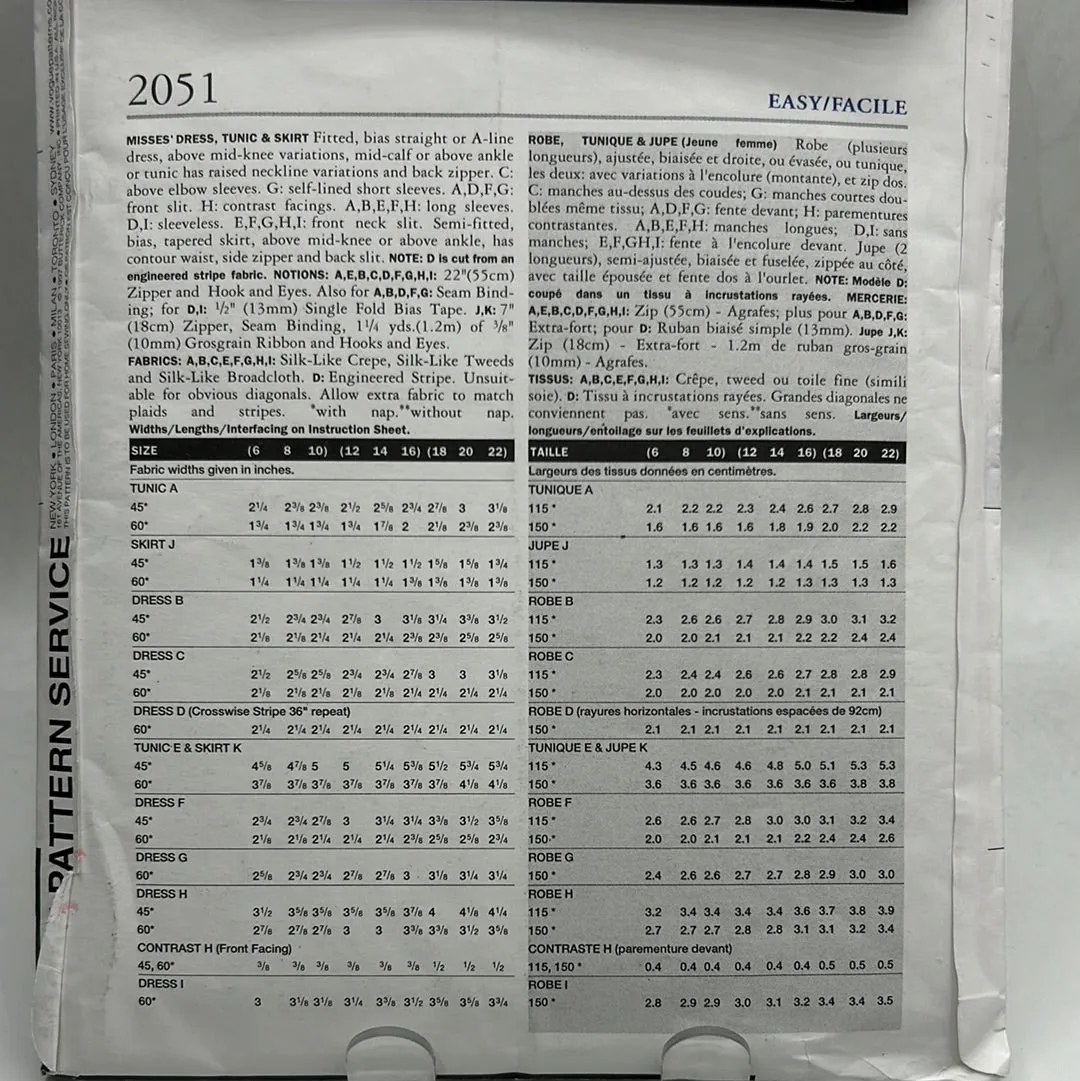 2051
EASY/FACILE
MISSES' DRESS, TUNIC & SKIRT Fitted, bias straight or A-line
dress, above mid-knee variations, mid-calf or above ankle
or tunic has raised neckline variations and back zipper. C:
above elbow sleeves. G: self-lined short sleeves. A,D,F,G:
front slit. H: contrast facings. A,B,E,F,H: long sleeves.
D,I: sleeveless. E,F,G,H,I: front neck slit. Semi-fitted,
bias, tapered skirt, above mid-knee or above ankle, has
contour waist, side zipper and back slit. NOTE: D is cut from an
engineered stripe fabric. NOTIONS: A,E,B,C,D,F,G,H,I: 22"(55cm)
Zipper and Hook and Eyes. Also for A,B,D,F,G: Seam Bind-
ing; for D,I: 1/2" (13mm) Single Fold Bias Tape. J,K: 7"
(18cm) Zipper, Seam Binding, 1 1/4 yds.(1.2m) of 3/8"
(10mm) Grosgrain Ribbon and Hooks and Eyes.
FABRICS: A,B,C,E,F,G,H,I: Silk-Like Crepe, Silk-Like Tweeds
and Silk-Like Broadcloth. D: Engineered Stripe. Unsuit-
able for obvious diagonals. Allow extra fabric to match
plaids and stripes. *with nap.**without nap.
Widths/Lengths/Interfacing on Instruction Sheet.
SIZE (6 8 10) (12 14 16) (18 20 22)
Fabric widths given in inches.
TUNIC A
45* 2 1/4 2 3/8 2 3/8 2 1/2 2 5/8 2 3/4 2 7/8 3 3 1/8
60* 1 3/4 1 3/4 1 3/4 1 3/4 1 7/8 2 2 1/8 2 3/8 2 3/8
SKIRT J
45* 1 3/8 1 3/8 1 3/8 1 1/2 1 1/2 1 1/2 1 5/8 1 5/8 1 3/4
60* 1 1/4 1 1/4 1 1/4 1 1/4 1 1/4 1 3/8 1 3/8 1 3/8 1 3/8
DRESS B
45* 2 1/2 2 3/4 2 3/4 2 7/8 3 3 1/8 3 1/4 3 3/8 3 1/2
60* 2 1/8 2 1/8 2 1/4 2 1/4 2 1/4 2 3/8 2 3/8 2 5/8 2 5/8
DRESS C
45* 2 1/2 2 5/8 2 5/8 2 3/4 2 3/4 2 7/8 3 3 3 1/8
60* 2 1/8 2 1/8 2 1/8 2 1/8 2 1/8 2 1/4 2 1/4 2 1/4 2 1/4
DRESS D (Crosswise Stripe 36" repeat)
60* 2 1/4 2 1/4 2 1/4 2 1/4 2 1/4 2 1/4 2 1/4 2 1/4 2 1/4
TUNIC E & SKIRT K
45* 4 5/8 4 7/8 5 5 5 1/4 5 3/8 5 1/2 5 3/4 5 3/4
60* 3 7/8 3 7/8 3 7/8 3 7/8 3 7/8 3 7/8 3 7/8 4 1/8 4 1/8
DRESS F
45* 2 3/4 2 3/4 2 7/8 3 3 1/4 3 1/4 3 3/8 3 1/2 3 5/8
60* 2 1/8 2 1/8 2 1/4 2 1/4 2 1/4 2 3/8 2 5/8 2 5/8 2 3/4
DRESS G
60* 2 5/8 2 3/4 2 3/4 2 7/8 2 7/8 3 3 1/8 3 1/4 3 1/4
DRESS H
45* 3 1/2 3 5/8 3 5/8 3 5/8 3 5/8 3 7/8 4 4 1/8 4 1/4
60* 2 7/8 2 7/8 2 7/8 3 3 3 3/8 3 3/8 3 1/2 3 5/8
CONTRAST H (Front Facing)
45, 60* 3/8 3/8 3/8 3/8 3/8 3/8 1/2 1/2 1/2
DRESS I
60* 3 3 1/8 3 1/8 3 1/4 3 3/8 3 1/2 3 5/8 3 5/8 3 3/4
ROBE, TUNIQUE & JUPE (Jeune femme) Robe (plusieurs
longueurs), ajustée, biaisée et droite, ou évasée, ou tunique,
les deux: avec variations à l'encolure (montante), et zip dos.
C: manches au-dessus des coudes; G: manches courtes dou-
blées même tissu; A,D,F,G: fente devant; H: parementures
contrastantes. A,B,E,F,H: manches longues; D,I: sans
manches; E,F,GH,I: fente à l'encolure devant. Jupe (2
longueurs), semi-ajustée, biaisée et fuselée, zippée au côté,
avec taille épousée et fente dos à l'ourlet. NOTE: Modèle D:
coupé dans un tissu à incrustations rayées. MERCERIE:
A,E,B,C,D,F,G,H,I: Zip (55cm) - Agrafes; plus pour A,B,D,F,G:
Extra-fort; pour D: Ruban biaisé simple (13mm). Jupe J,K:
Zip (18cm) - Extra-fort - 1.2m de ruban gros-grain
(10mm) - Agrafes.
TISSUS: A,B,C,E,F,G,H,I: Crêpe, tweed ou toile fine (simili
soie). D: Tissu à incrustations rayées. Grandes diagonales ne
conviennent pas. *avec sens.**sans sens. Largeurs/
longueurs/entoilage sur les feuillets d'explications.
TAILLE (6 8 10) (12 14 16) (18 20 22)
Largeurs des tissus données en centimètres.
TUNIQUE A
115* 2.1 2.2 2.2 2.3 2.4 2.6 2.7 2.8 2.9
150* 1.6 1.6 1.6 1.6 1.8 1.9 2.0 2.2 2.2
JUPE J
115* 1.3 1.3 1.3 1.4 1.4 1.4 1.5 1.5 1.6
150* 1.2 1.2 1.2 1.2 1.2 1.3 1.3 1.3 1.3
ROBE B
115* 2.3 2.6 2.6 2.7 2.8 2.9 3.0 3.1 3.2
150* 2.0 2.0 2.1 2.1 2.1 2.2 2.2 2.4 2.4
ROBE C
115* 2.3 2.4 2.4 2.6 2.6 2.7 2.8 2.8 2.9
150* 2.0 2.0 2.0 2.0 2.0 2.1 2.1 2.1 2.1
ROBE D (rayures horizontales - incrustations espacées de 92cm)
150* 2.1 2.1 2.1 2.1 2.1 2.1 2.1 2.1 2.1
TUNIQUE E & JUPE K
115* 4.3 4.5 4.6 4.6 4.8 5.0 5.1 5.3 5.3
150* 3.6 3.6 3.6 3.6 3.6 3.6 3.6 3.8 3.8
ROBE F
115* 2.6 2.6 2.7 2.8 3.0 3.0 3.1 3.2 3.4
150* 2.0 2.0 2.1 2.1 2.1 2.2 2.4 2.4 2.6
ROBE G
150* 2.4 2.6 2.6 2.7 2.7 2.8 2.9 3.0 3.0
ROBE H
115* 3.2 3.4 3.4 3.4 3.4 3.6 3.7 3.8 3.9
150* 2.7 2.7 2.7 2.8 2.8 3.1 3.1 3.2 3.4
CONTRASTE H (parementure devant)
115, 150* 0.4 0.4 0.4 0.4 0.4 0.4 0.5 0.5 0.5
ROBE I
150* 2.8 2.9 2.9 3.0 3.1 3.2 3.4 3.4 3.5
PATTERN SERVICE
NEW YORK • LONDON • PARIS • MILAN • TORONTO • SYDNEY